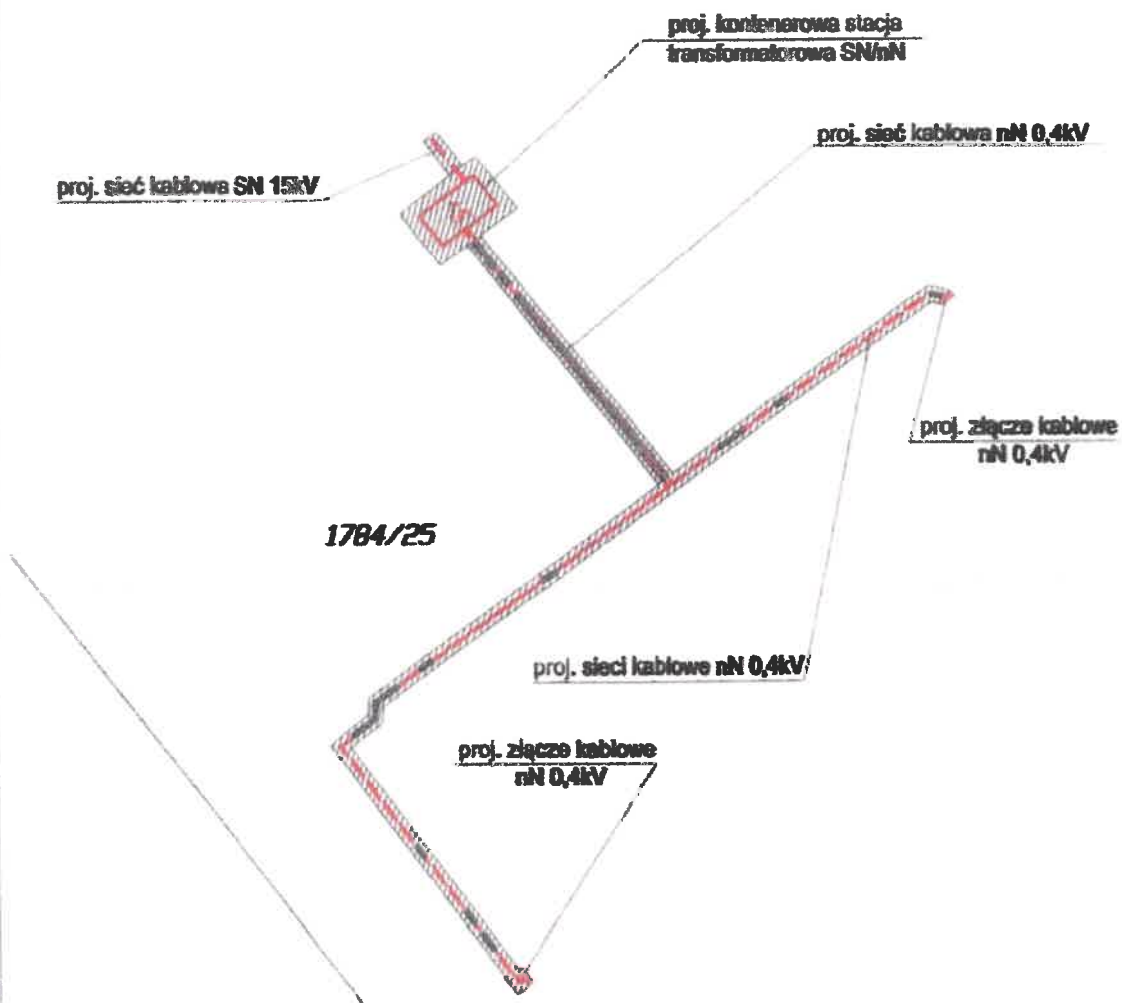 proj. kontenerowa stacja
transformatorowa SN/nN
proj. sieć kablowa nN 0,4kV
proj. sieć kablowa SN 15kV
proj. złącze kablowe
nN 0,4kV
1784/25
proj. sieci kablowe nN 0,4kV
proj. złącze kablowe
nN 0,4kV